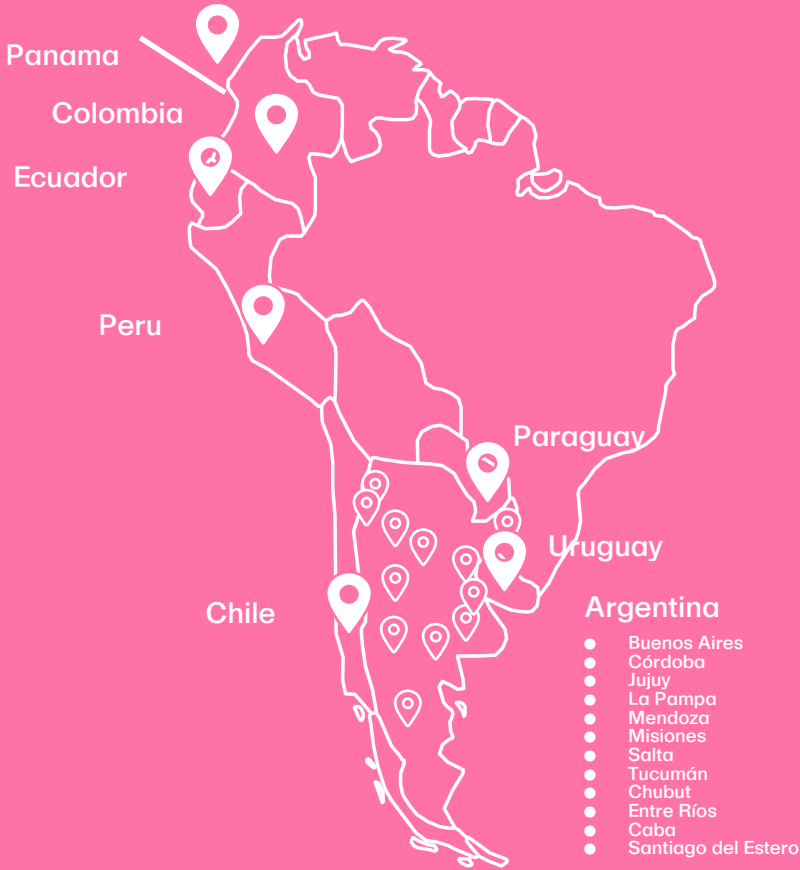 Panama
Colombia
Ecuador
Peru
Paraguay
Uruguay
Chile
Argentina
Buenos Aires
Córdoba
Jujuy
La Pampa
Mendoza
Misiones
Salta
Tucumán
Chubut
Entre Ríos
Caba
Santiago del Estero